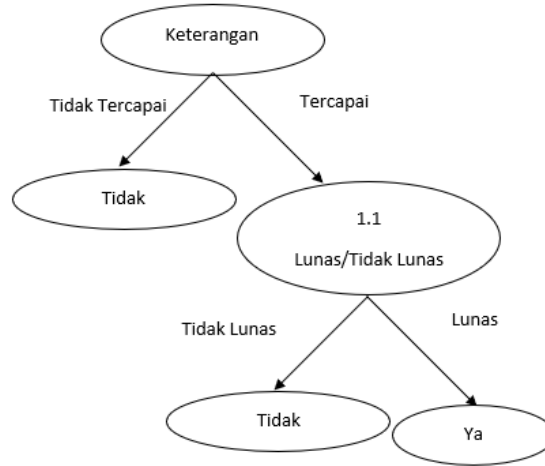 Keterangan
Tidak Tercapai
Tercapai
Tidak
1.1
Lunas/Tidak Lunas
Tidak Lunas
Lunas
Tidak
Ya